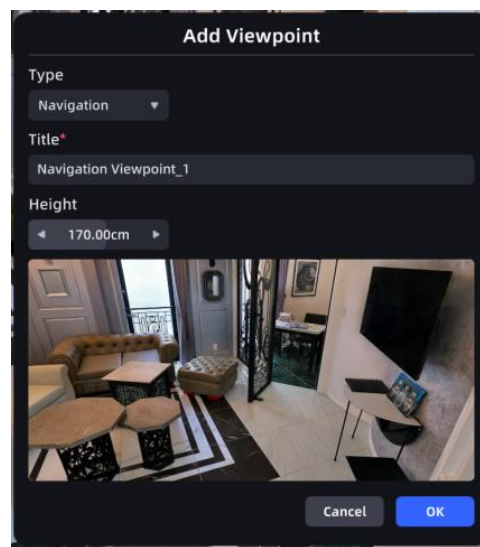 Add Viewpoint
Type
Navigation
Title*
Navigation Viewpoint_1
Height
170.00cm
Cancel
OK